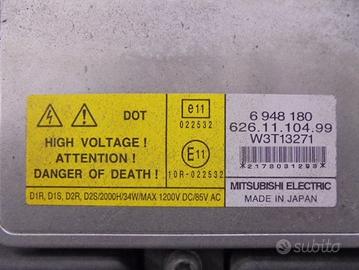 DOT
HIGH VOLTAGE !
ATTENTION !
DANGER OF DEATH !
D1R, D1S, D2R, D2S/2000H/34W/MAX 1200V DC/85V AC
e11
022532
E11
10R-022532
6 948 180
626.11.104.99
W3T13271
*2178031293*
MITSUBISHI ELECTRIC
MADE IN JAPAN
subito